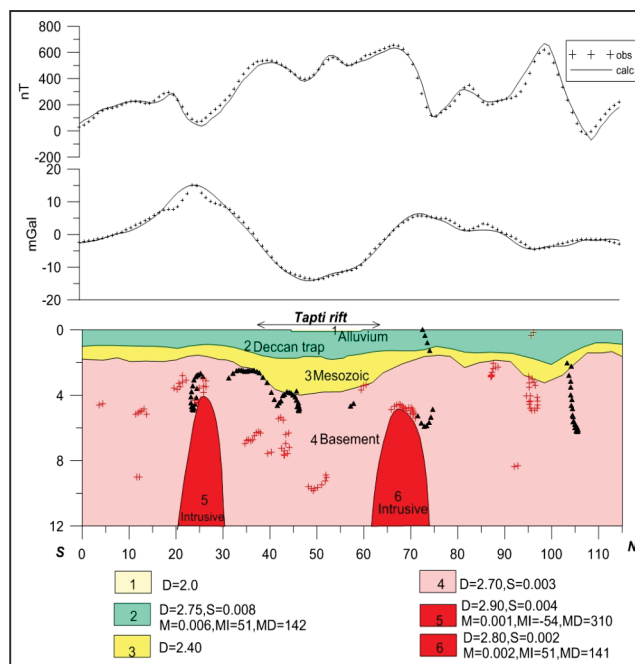 800
600
400
200
0
-200
nT
+ + + + obs
calc
20
10
0
-10
-20
mGal
Tapti rift
0
4
8
12
1 Alluvium
2 Deccan trap
3 Mesozoic
4 Basement
5
Intrusive
6
Intrusive
S
0 10 20 30 40 50 60 70 80 90 100 110
N
1 D=2.0
2 D=2.75,S=0.008
M=0.006,MI=51,MD=142
3 D=2.40
4 D=2.70,S=0.003
5 D=2.90,S=0.004
M=0.001,MI=-54,MD=310
6 D=2.80,S=0.002
M=0.002,MI=51,MD=141